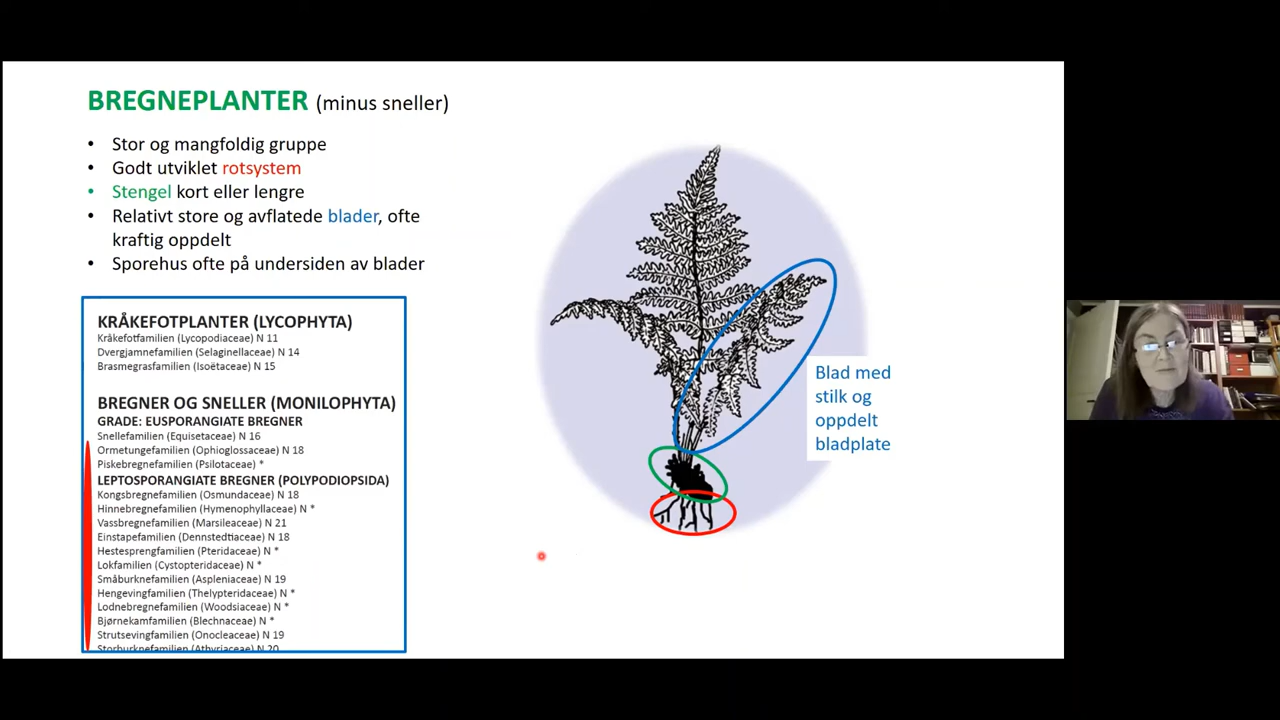 BREGNEPLANTER (minus sneller)
• Stor og mangfoldig gruppe
• Godt utviklet rotsystem
• Stengel kort eller lengre
• Relativt store og avflatede blader, ofte
kraftig oppdelt
• Sporehus ofte på undersiden av blader
KRÅKEFOTPLANTER (LYCOPHYTA)
Kråkefotfamilien (Lycopodiaceae) N 11
Dvergjamnefamilien (Selaginellaceae) N 14
Brasmegrasfamilien (Isoëtaceae) N 15
BREGNER OG SNELLER (MONILOPHYTA)
GRADE: EUSPORANGIATE BREGNER
Snellefamilien (Equisetaceae) N 16
Ormetungefamilien (Ophioglossaceae) N 18
Piskebregnefamilien (Psilotaceae) *
LEPTOSPORANGIATE BREGNER (POLYPODIOPSIDA)
Kongsbregnefamilien (Osmundaceae) N 18
Hinnebregnefamilien (Hymenophyllaceae) N *
Vassbregnefamilien (Marsileaceae) N 21
Einstapefamilien (Dennstedtiaceae) N 18
Hestesprengfamilien (Pteridaceae) N *
Lokfamilien (Cystopteridaceae) N *
Småburknefamilien (Aspleniaceae) N 19
Hengevingfamilien (Thelypteridaceae) N *
Lodnebregnefamilien (Woodsiaceae) N *
Bjørnekamfamilien (Blechnaceae) N *
Strutsevingfamilien (Onocleaceae) N 19
Storburknefamilien (Athyriaceae) N 20
Blad med
stilk og
oppdelt
bladplate